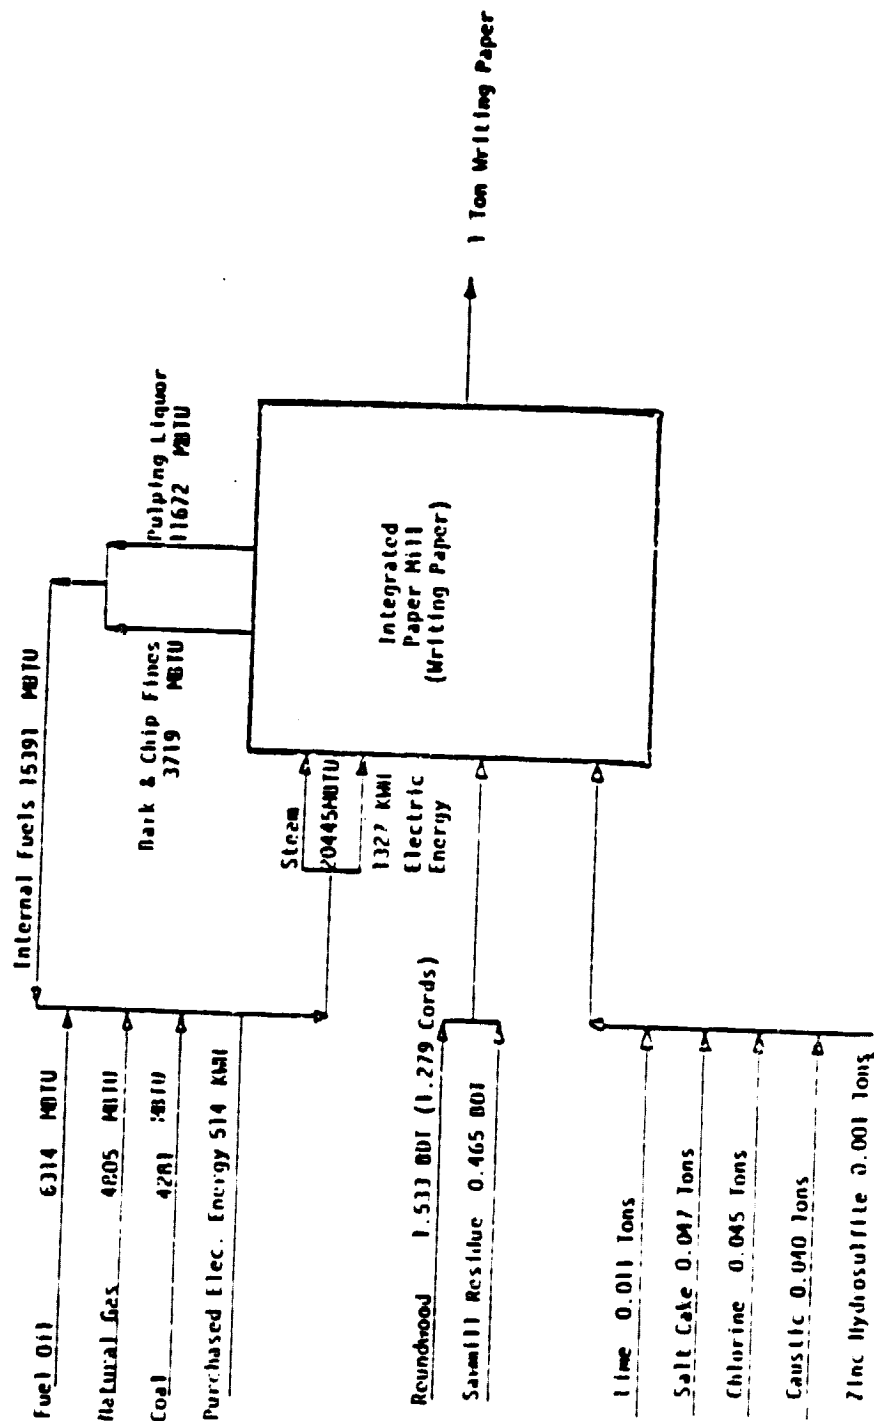 Fuel Oil 6314 MBTU
Natural Gas 4805 MBTU
Coal 4281 MBTU
Purchased Elec. Energy 514 KWH
Internal Fuels 15391 MBTU
Bark & Chip Fines
3719 MBTU
Pulping Liquor
11672 MBTU
Steam
20445MBTU
1327 KWH
Electric
Energy
Roundwood 1.533 BDT (1.279 Cords)
Sawmill Residue 0.465 BDT
Integrated
Paper Mill
(Writing Paper)
1 Ton Writing Paper
Lime 0.011 Tons
Salt Cake 0.047 Tons
Chlorine 0.045 Tons
Caustic 0.040 Tons
Zinc Hydrosulfite 0.001 Tons